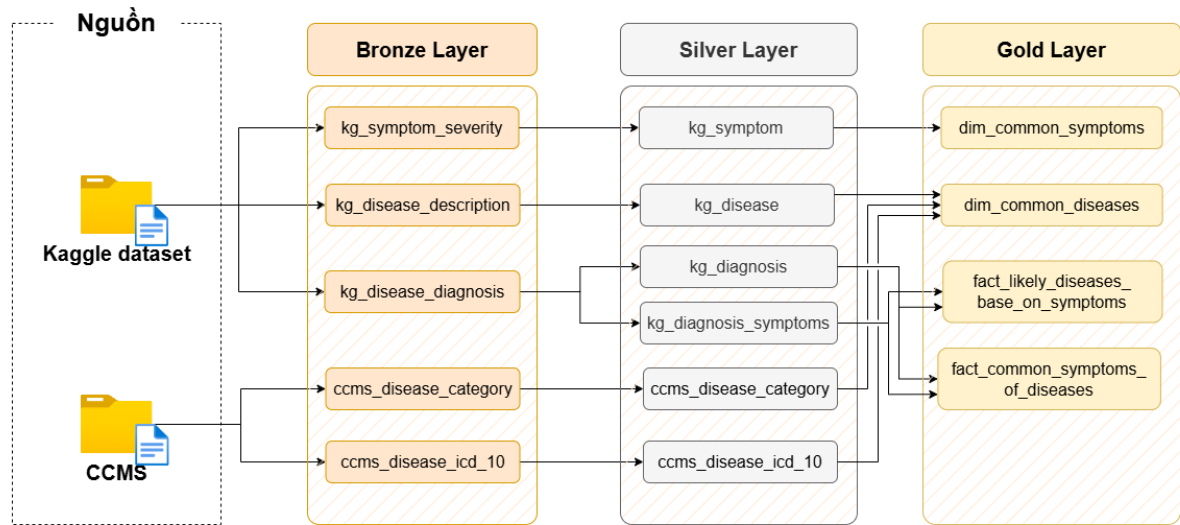 Nguồn
Bronze Layer
Silver Layer
Gold Layer
kg_symptom_severity
kg_symptom
dim_common_symptoms
kg_disease_description
kg_disease
dim_common_diseases
Kaggle dataset
kg_disease_diagnosis
kg_diagnosis
kg_diagnosis_symptoms
fact_likely_diseases_
base_on_symptoms
CCMS
ccms_disease_category
ccms_disease_category
fact_common_symptoms_
of_diseases
ccms_disease_icd_10
ccms_disease_icd_10